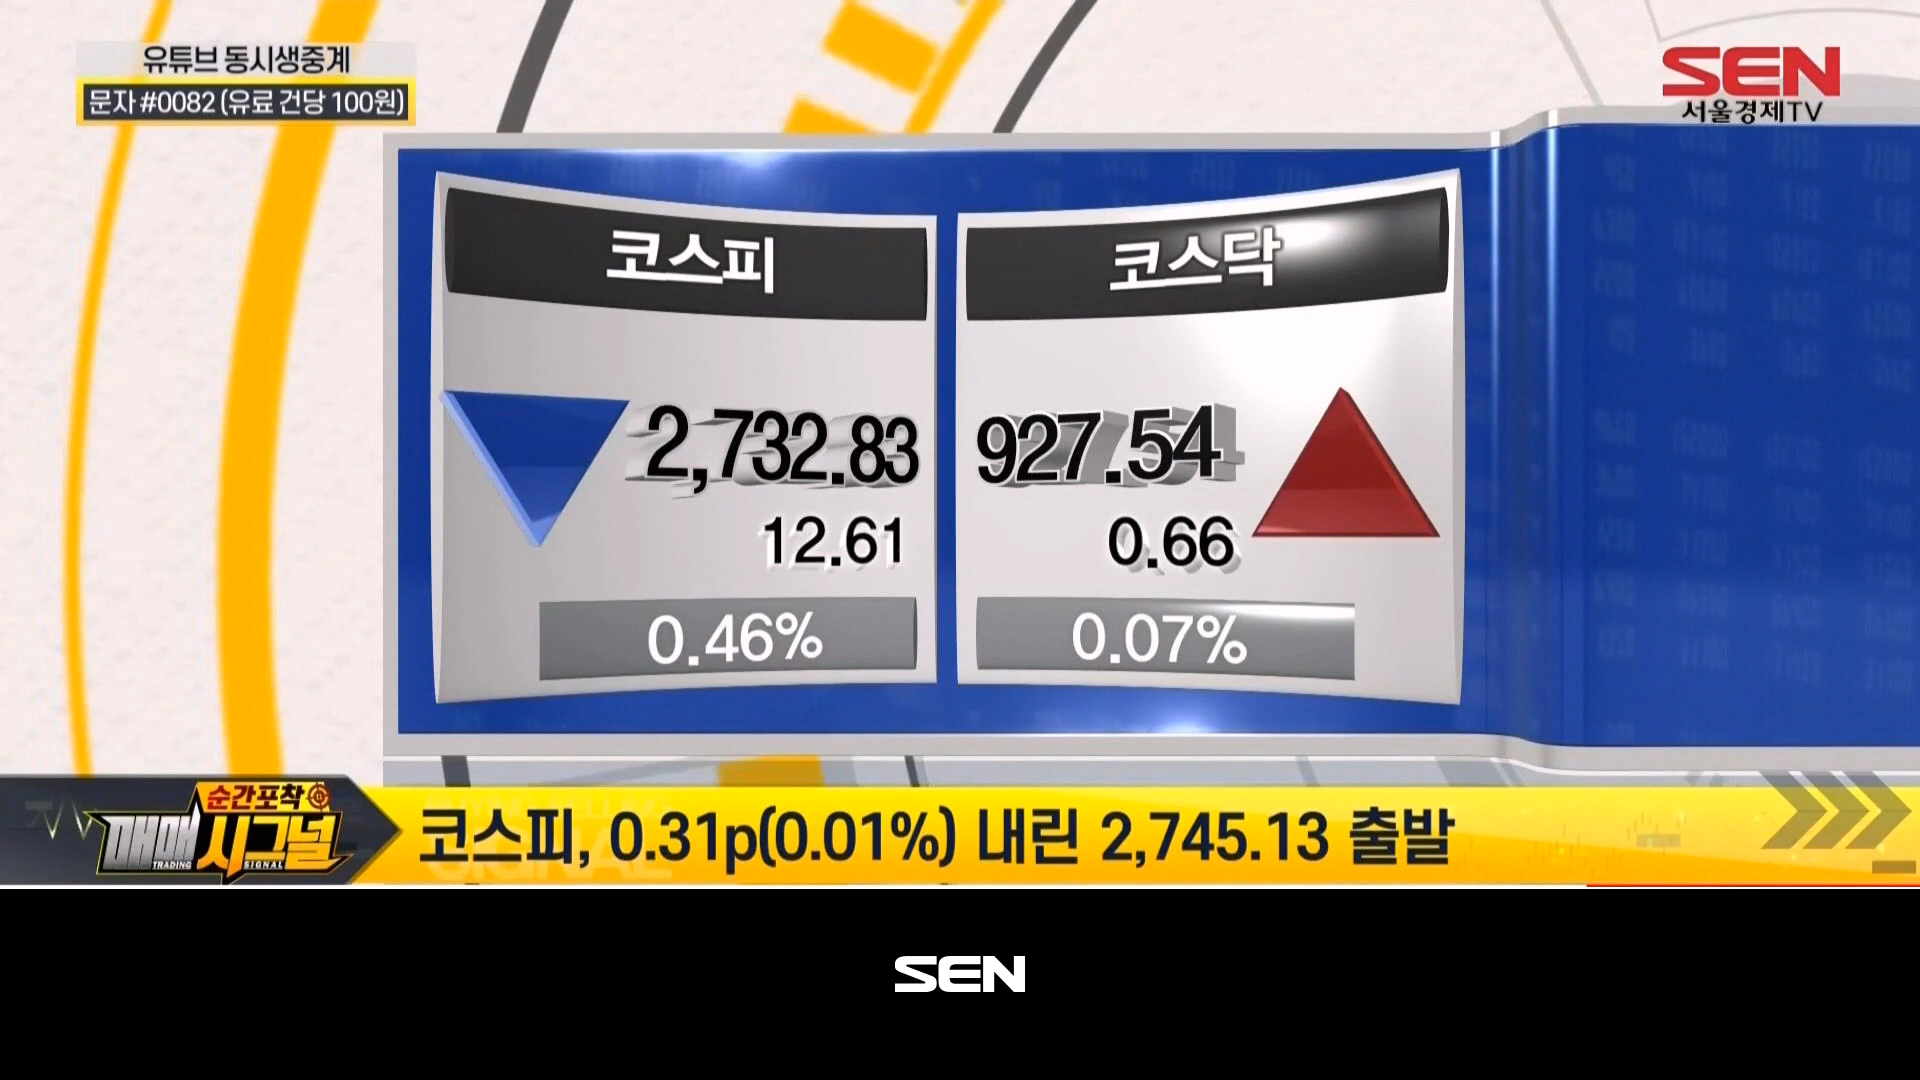 유튜브 동시생중계
문자 #0082 (유료 건당 100원)
SEN
서울경제TV
코스피
2,732.83
12.61
0.46%
코스닥
927.54
0.66
0.07%
순간포착
매매 시그널
TRADING SIGNAL
코스피, 0.31p(0.01%) 내린 2,745.13 출발
SEN